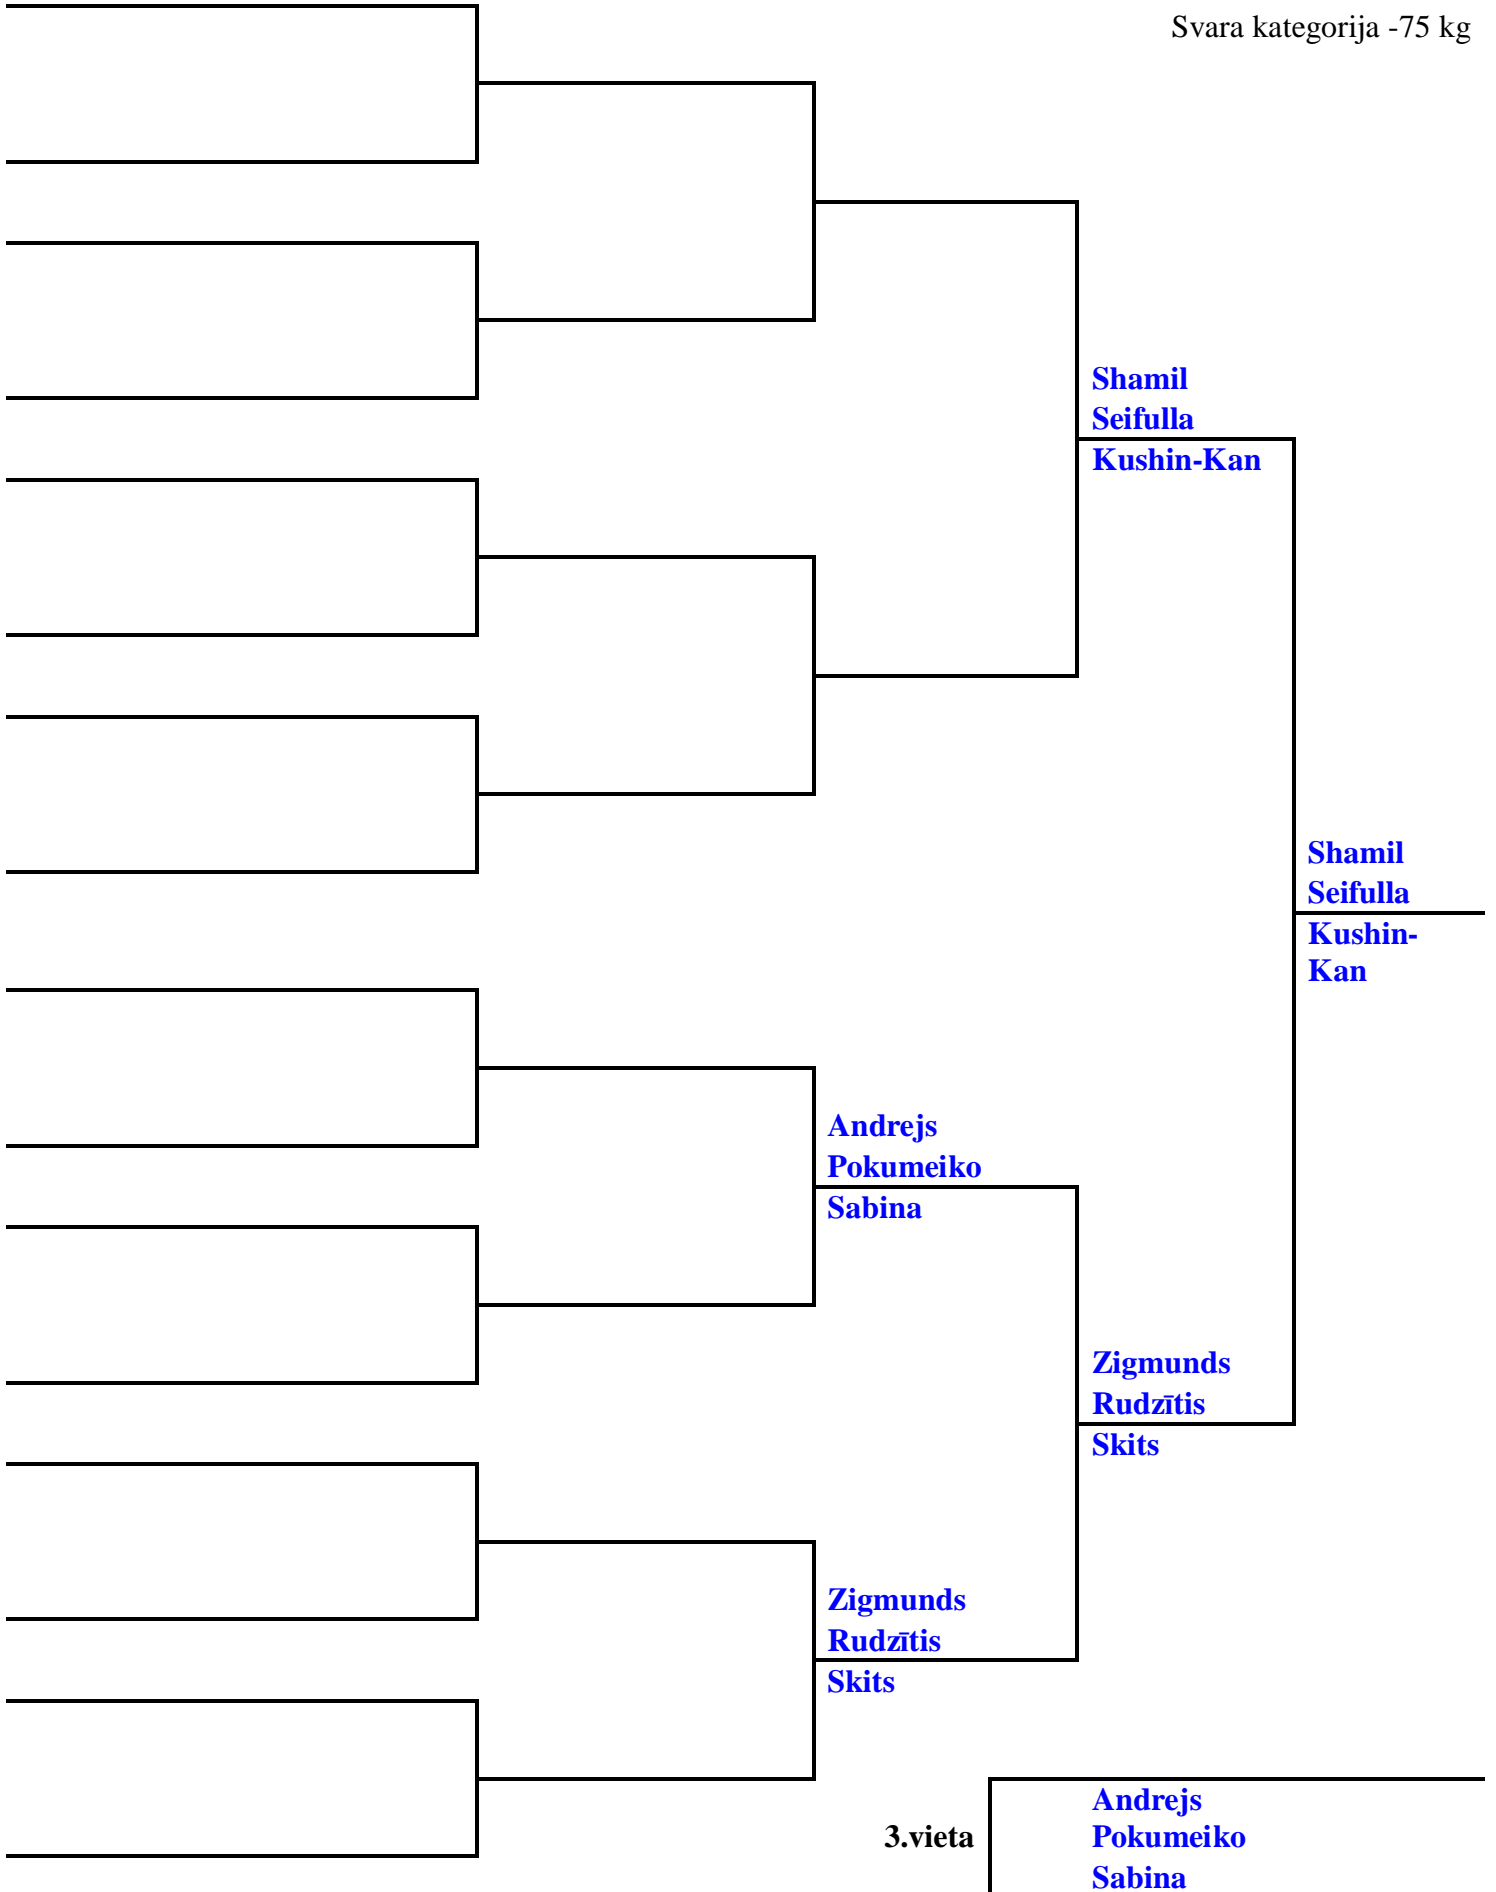 Svara kategorija -75 kg
Shamil
Seifulla
Kushin-Kan
Shamil
Seifulla
Kushin-
Kan
Andrejs
Pokumeiko
Sabina
Zigmunds
Rudzītis
Skits
Zigmunds
Rudzītis
Skits
3.vieta
Andrejs
Pokumeiko
Sabina